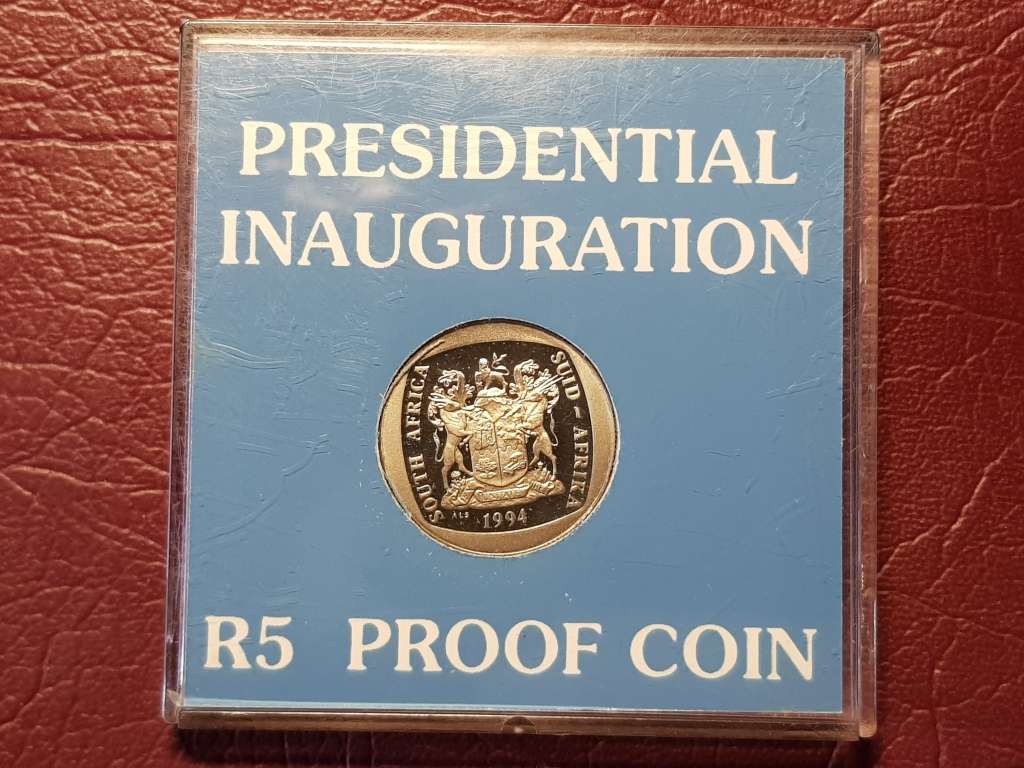 PRESIDENTIAL
INAUGURATION
SOUTH AFRICA
SUID - AFRIKA
ALS
1994
R5 PROOF COIN